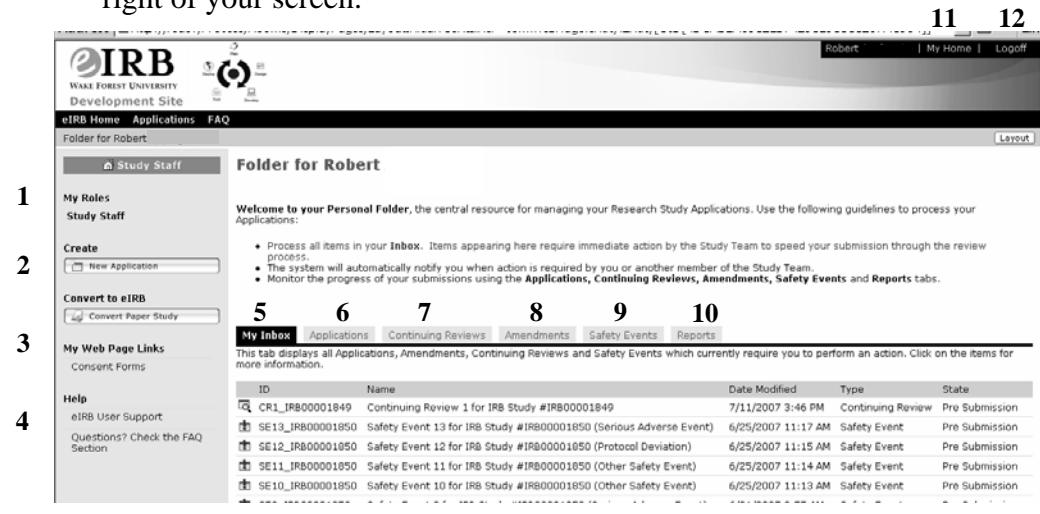 right of your screen.
11 12
eIRB
WAKE FOREST UNIVERSITY
Development Site
Robert | My Home | Logoff
eIRB Home Applications FAQ
Folder for Robert
Layout
Study Staff
Folder for Robert
1
My Roles
Study Staff
Welcome to your Personal Folder, the central resource for managing your Research Study Applications. Use the following guidelines to process your
Applications:
2
Create
New Application
• Process all items in your Inbox. Items appearing here require immediate action by the Study Team to speed your submission through the review
process.
• The system will automatically notify you when action is required by you or another member of the Study Team.
• Monitor the progress of your submissions using the Applications, Continuing Reviews, Amendments, Safety Events and Reports tabs.
Convert to eIRB
Convert Paper Study
5 6 7 8 9 10
My Inbox Applications Continuing Reviews Amendments Safety Events Reports
3
My Web Page Links
Consent Forms
This tab displays all Applications, Amendments, Continuing Reviews and Safety Events which currently require you to perform an action. Click on the items for
more information.
4
Help
eIRB User Support
Questions? Check the FAQ
Section
ID Name Date Modified Type State
CR1_IRB00001849 Continuing Review 1 for IRB Study #IRB00001849 7/11/2007 3:46 PM Continuing Review Pre Submission
SE13_IRB00001850 Safety Event 13 for IRB Study #IRB00001850 (Serious Adverse Event) 6/25/2007 11:17 AM Safety Event Pre Submission
SE12_IRB00001850 Safety Event 12 for IRB Study #IRB00001850 (Protocol Deviation) 6/25/2007 11:15 AM Safety Event Pre Submission
SE11_IRB00001850 Safety Event 11 for IRB Study #IRB00001850 (Other Safety Event) 6/25/2007 11:14 AM Safety Event Pre Submission
SE10_IRB00001850 Safety Event 10 for IRB Study #IRB00001850 (Other Safety Event) 6/25/2007 11:13 AM Safety Event Pre Submission